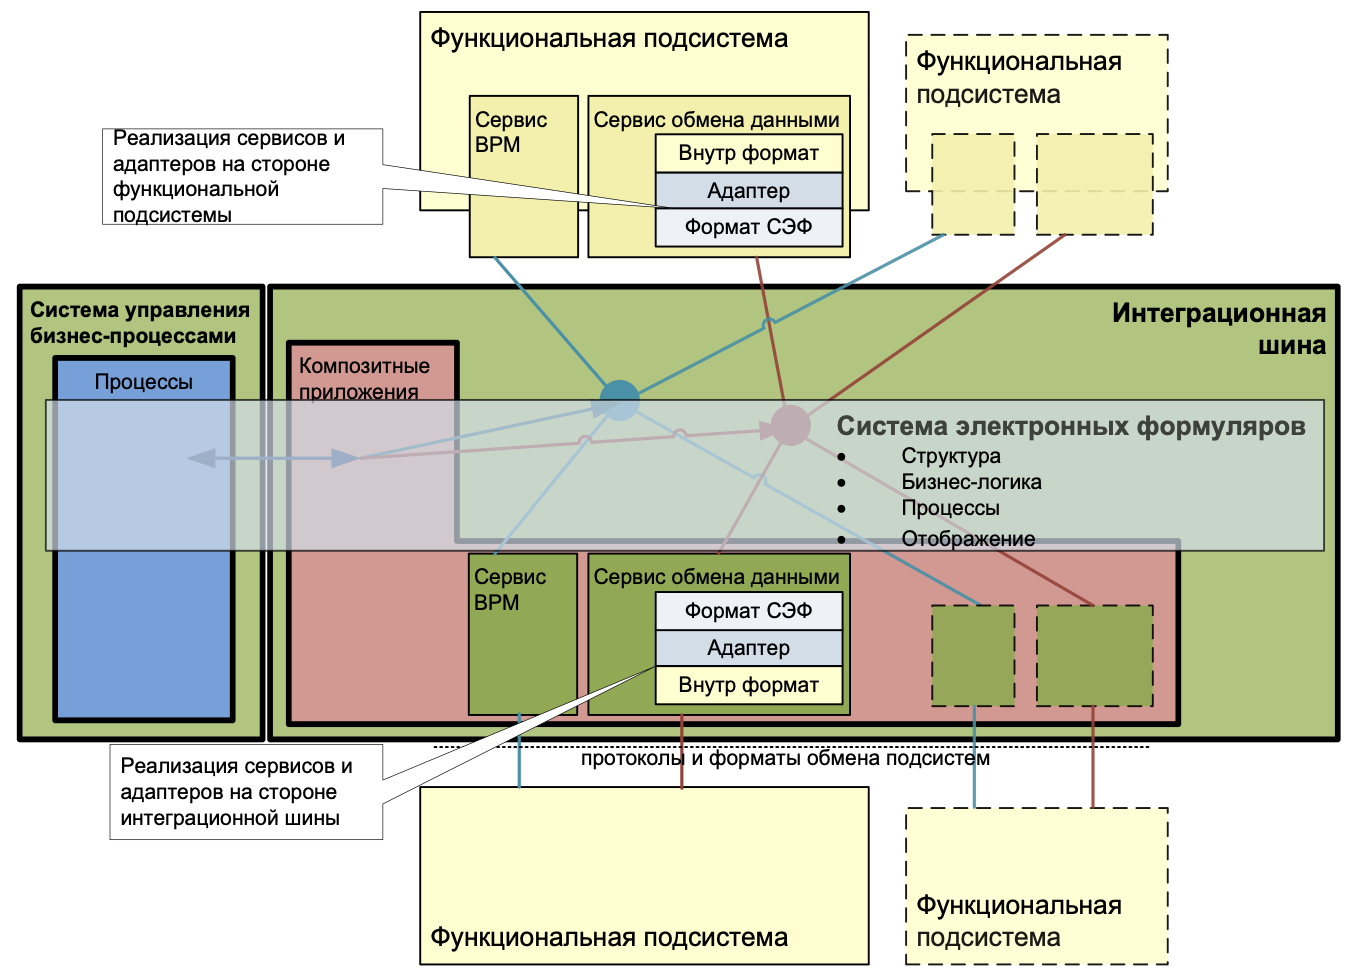 Функциональная подсистема
Функциональная
подсистема
Сервис
BPM
Сервис обмена данными
Внутр формат
Адаптер
Формат СЭФ
Реализация сервисов и
адаптеров на стороне
функциональной
подсистемы
Система управления
бизнес-процессами
Процессы
Композитные
приложения
Интеграционная
шина
Система электронных формуляров
• Структура
• Бизнес-логика
• Процессы
• Отображение
Сервис
BPM
Сервис обмена данными
Формат СЭФ
Адаптер
Внутр формат
протоколы и форматы обмена подсистем
Реализация сервисов и
адаптеров на стороне
интеграционной шины
Функциональная подсистема
Функциональная
подсистема